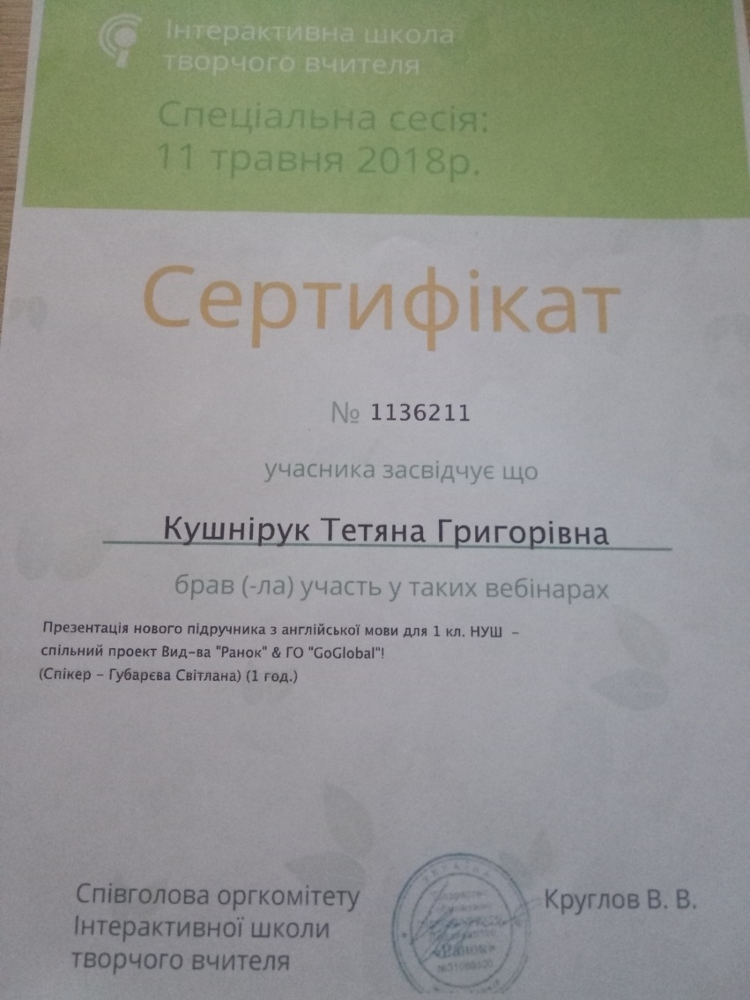 Інтерактивна школа
творчого вчителя
Спеціальна сесія:
11 травня 2018р.
Сертифікат
№ 1136211
учасника засвідчує що
Кушнірук Тетяна Григорівна
брав (-ла) участь у таких вебінарах
Презентація нового підручника з англійської мови для 1 кл. НУШ –
спільний проект Вид-ва "Ранок" & ГО "GoGlobal"!
(Спікер – Губарєва Світлана) (1 год.)
Співголова оргкомітету
Інтерактивної школи
творчого вчителя
Круглов В. В.
УКРАЇНА
«Ранок»